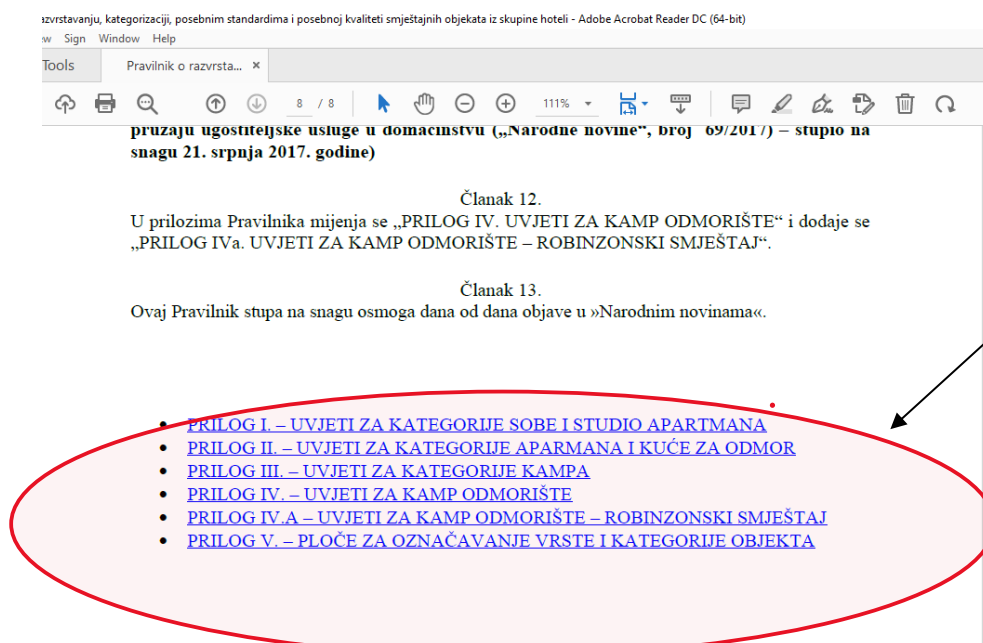 azvrstavanju, kategorizaciji, posebnim standardima i posebnoj kvaliteti smještajnih objekata iz skupine hoteli - Adobe Acrobat Reader DC (64-bit)
Sign Window Help
Tools Pravilnik o razvrsta... ×
8 / 8 111%
pružaju ugostiteljske usluge u domaćinstvu („Narodne novine“, broj 69/2017) – stupio na
snagu 21. srpnja 2017. godine)
Članak 12.
U prilozima Pravilnika mijenja se „PRILOG IV. UVJETI ZA KAMP ODMORIŠTE“ i dodaje se
„PRILOG IVa. UVJETI ZA KAMP ODMORIŠTE – ROBINZONSKI SMJEŠTAJ“.
Članak 13.
Ovaj Pravilnik stupa na snagu osmoga dana od dana objave u »Narodnim novinama«.
• PRILOG I. – UVJETI ZA KATEGORIJE SOBE I STUDIO APARTMANA
• PRILOG II. – UVJETI ZA KATEGORIJE APARMANA I KUĆE ZA ODMOR
• PRILOG III. – UVJETI ZA KATEGORIJE KAMPA
• PRILOG IV. – UVJETI ZA KAMP ODMORIŠTE
• PRILOG IV.A – UVJETI ZA KAMP ODMORIŠTE – ROBINZONSKI SMJEŠTAJ
• PRILOG V. – PLOČE ZA OZNAČAVANJE VRSTE I KATEGORIJE OBJEKTA